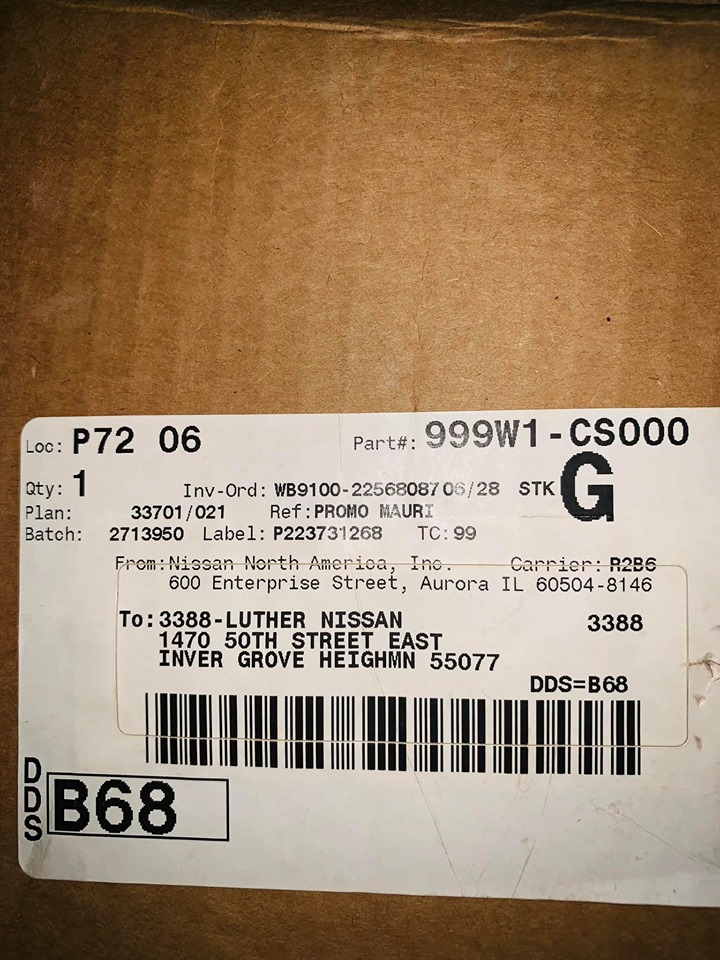 Loc: P72 06 Part#: 999W1-CS000
Qty: 1 Inv-Ord: WB9100-2256808706/28 STK G
Plan: 33701/021 Ref:PROMO MAURI
Batch: 2713950 Label: P223731268 TC: 99
From: Nissan North America, Inc. Carrier: R2B6
600 Enterprise Street, Aurora IL 60504-8146
To: 3388-LUTHER NISSAN 3388
1470 50TH STREET EAST
INVER GROVE HEIGHMN 55077
DDS=B68
DDS B68